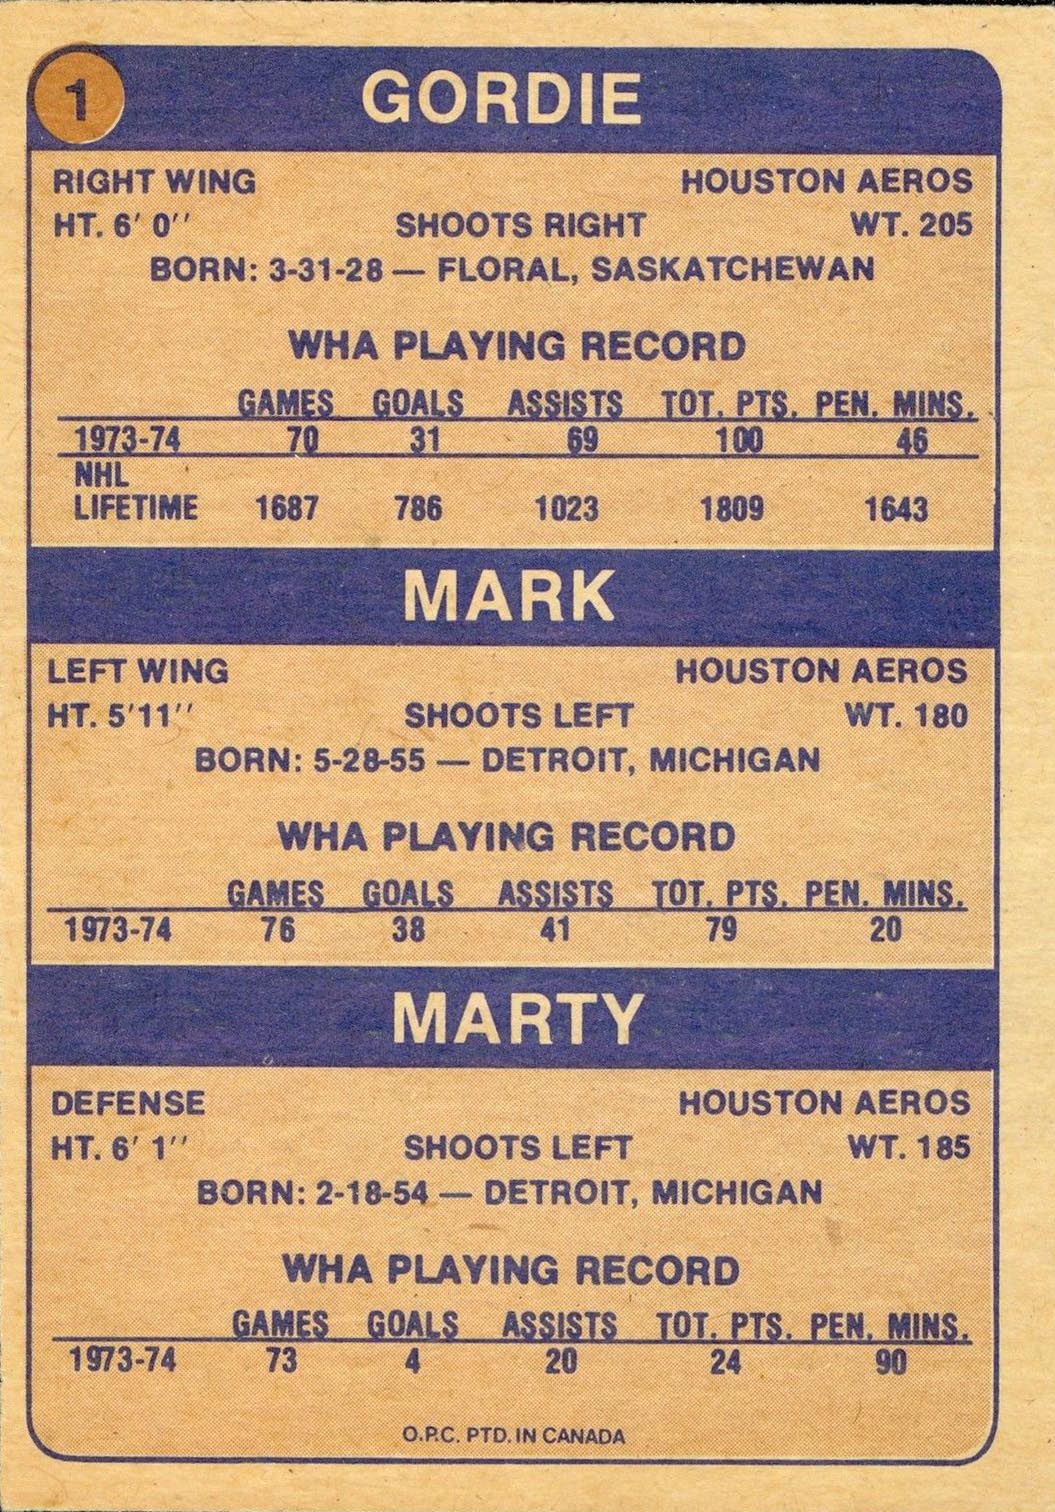 1
GORDIE
RIGHT WING HOUSTON AEROS
HT. 6' 0'' SHOOTS RIGHT WT. 205
BORN: 3-31-28 — FLORAL, SASKATCHEWAN
WHA PLAYING RECORD
GAMES GOALS ASSISTS TOT. PTS. PEN. MINS.
1973-74 70 31 69 100 46
NHL
LIFETIME 1687 786 1023 1809 1643
MARK
LEFT WING HOUSTON AEROS
HT. 5'11'' SHOOTS LEFT WT. 180
BORN: 5-28-55 — DETROIT, MICHIGAN
WHA PLAYING RECORD
GAMES GOALS ASSISTS TOT. PTS. PEN. MINS.
1973-74 76 38 41 79 20
MARTY
DEFENSE HOUSTON AEROS
HT. 6' 1'' SHOOTS LEFT WT. 185
BORN: 2-18-54 — DETROIT, MICHIGAN
WHA PLAYING RECORD
GAMES GOALS ASSISTS TOT. PTS. PEN. MINS.
1973-74 73 4 20 24 90
O.P.C. PTD. IN CANADA